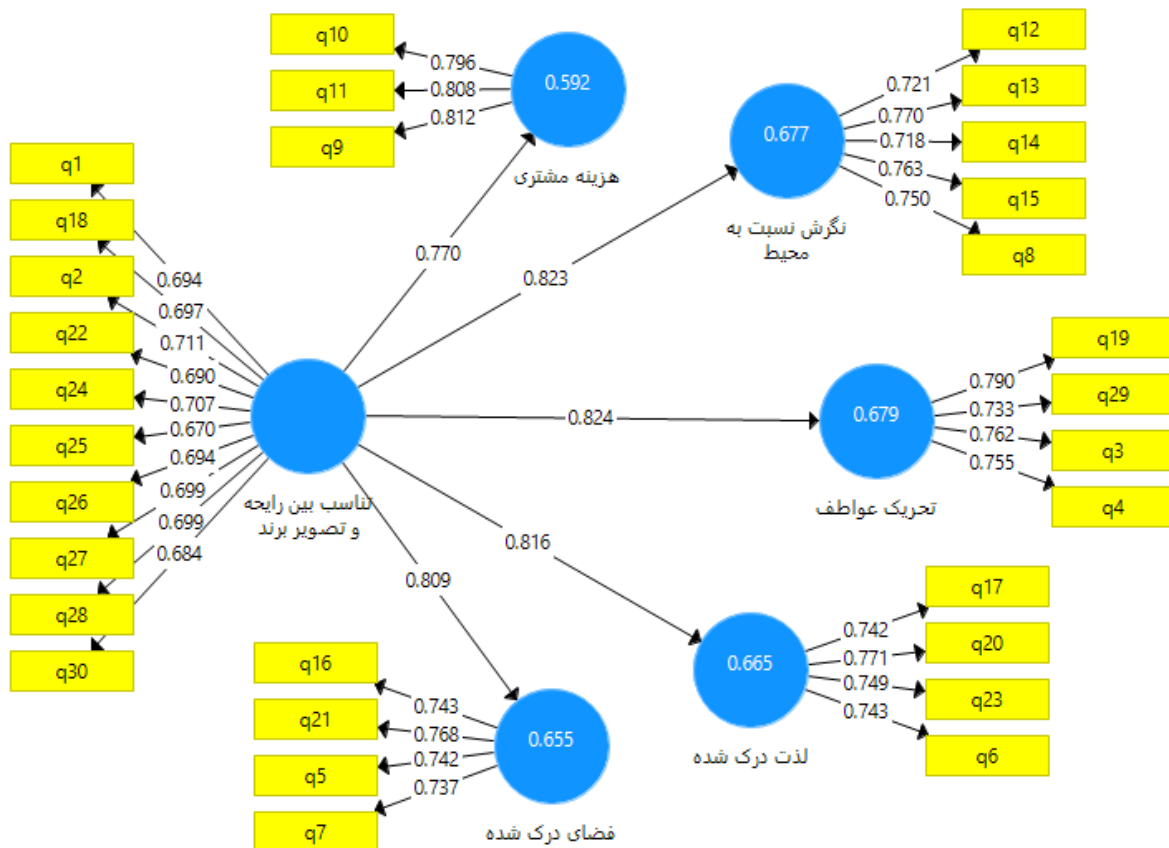 q10
q11
q9
0.796
0.808
0.812
0.592
هزینه مشتری
q12
q13
q14
q15
q8
0.721
0.770
0.718
0.763
0.750
0.677
نگرش نسبت به
محیط
q1
q18
q2
q22
q24
q25
q26
q27
q28
q30
0.694
0.697
0.711
0.690
0.707
0.670
0.694
0.699
0.699
0.684
تناسب بین رایحه
و تصویر برند
0.770
0.823
0.824
0.816
0.809
q19
q29
q3
q4
0.790
0.733
0.762
0.755
0.679
تحریک عواطف
q17
q20
q23
q6
0.742
0.771
0.749
0.743
0.665
لذت درک شده
q16
q21
q5
q7
0.743
0.768
0.742
0.737
0.655
فضای درک شده